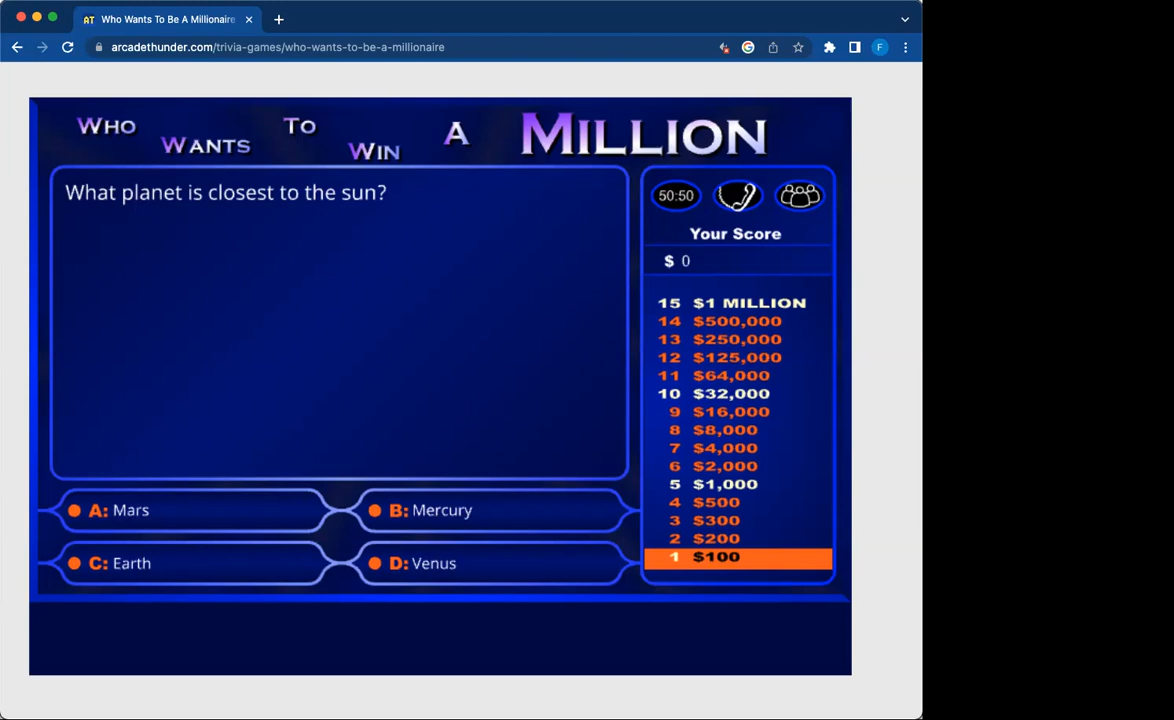 Who Wants To Be A Millionaire
arcadethunder.com/trivia-games/who-wants-to-be-a-millionaire
F
WHO WANTS TO WIN A MILLION
What planet is closest to the sun?
50:50
Your Score
$ 0
15 $1 MILLION
14 $500,000
13 $250,000
12 $125,000
11 $64,000
10 $32,000
9 $16,000
8 $8,000
7 $4,000
6 $2,000
5 $1,000
4 $500
3 $300
2 $200
1 $100
A: Mars
B: Mercury
C: Earth
D: Venus